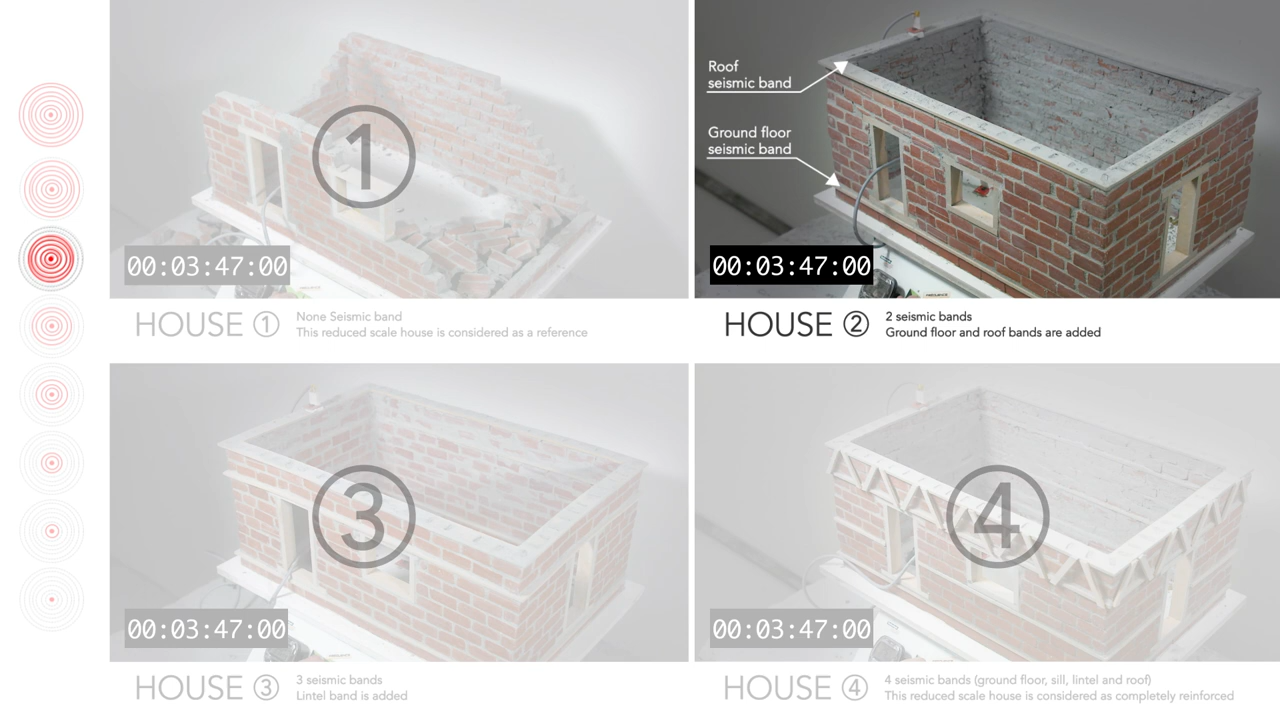 1
00:03:47:00
HOUSE 1
None Seismic band
This reduced scale house is considered as a reference
Roof
seismic band
Ground floor
seismic band
00:03:47:00
HOUSE 2
2 seismic bands
Ground floor and roof bands are added
3
00:03:47:00
HOUSE 3
3 seismic bands
Lintel band is added
4
00:03:47:00
HOUSE 4
4 seismic bands (ground floor, sill, lintel and roof)
This reduced scale house is considered as completely reinforced